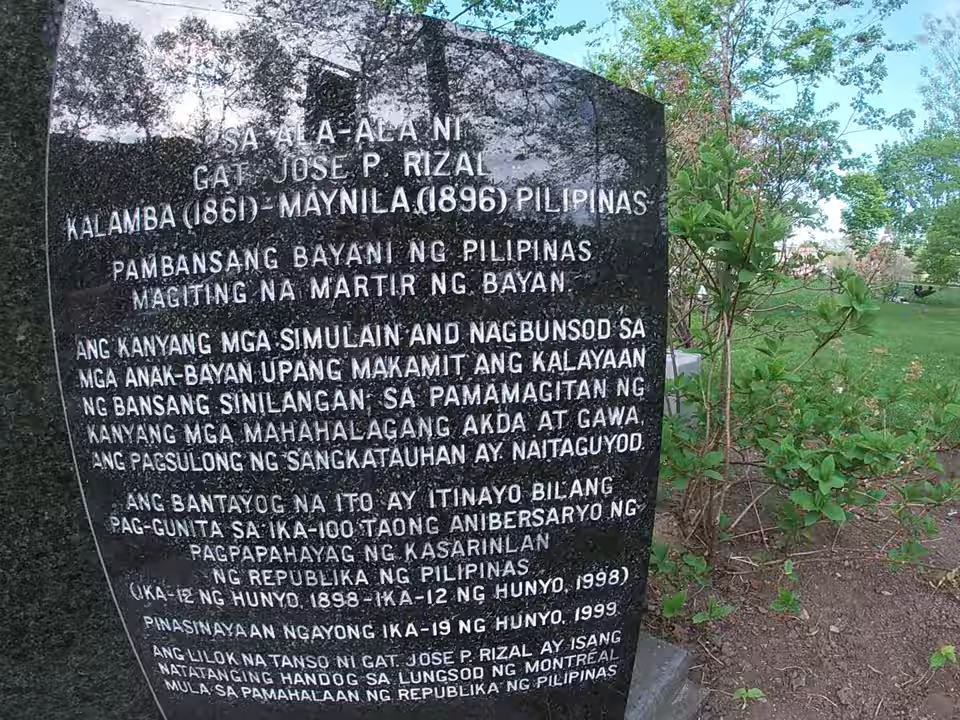 SA ALA-ALA NI
GAT. JOSE P. RIZAL
KALAMBA (1861) - MAYNILA (1896) PILIPINAS
PAMBANSANG BAYANI NG PILIPINAS
MAGITING NA MARTIR NG BAYAN.
ANG KANYANG MGA SIMULAIN AND NAGBUNSOD SA
MGA ANAK-BAYAN UPANG MAKAMIT ANG KALAYAAN
NG BANSANG SINILANGAN; SA PAMAMAGITAN NG
KANYANG MGA MAHAHALAGANG AKDA AT GAWA,
ANG PAGSULONG NG SANGKATAUHAN AY NAITAGUYOD.
ANG BANTAYOG NA ITO AY ITINAYO BILANG
PAG-GUNITA SA IKA-100 TAONG ANIBERSARYO NG
PAGPAPAHAYAG NG KASARINLAN
NG REPUBLIKA NG PILIPINAS
(IKA-12 NG HUNYO, 1898 - IKA-12 NG HUNYO, 1998)
PINASINAYAAN NGAYONG IKA-19 NG HUNYO, 1999.
ANG LILOK NA TANSO NI GAT. JOSE P. RIZAL AY ISANG
NATATANGING HANDOG SA LUNGSOD NG MONTRÉAL
MULA SA PAMAHALAAN NG REPUBLIKA NG PILIPINAS